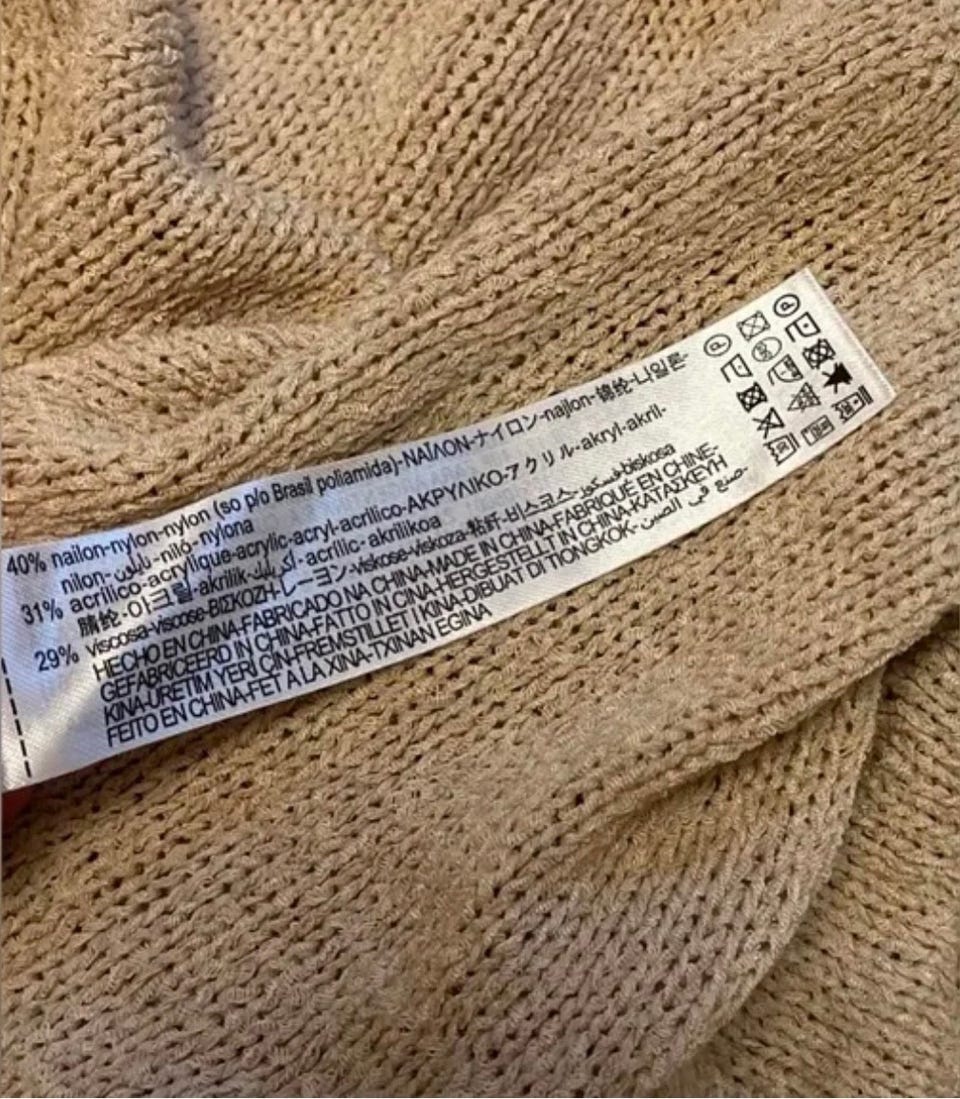 40% nailon-nylon-nylon (so p/o Brasil poliamida)-ΝΑΪΛΟΝ-ナイロン-najlon-锦纶-나일론-
nilon-نايلون-niló-nylona
31% acrilico-acrylique-acrylic-acryl-acrilico-ΑΚΡΥΛΙΚΟ-アクリル-akryl-akril-
腈纶-아크릴-akrilik-أكريليك-acrílic-akrilikoa
29% viscosa-viscose-ΒΙΣΚΟΖΗ-レーヨン-viskose-viskoza-粘纤-비스코스-فسكوز-biskosa
HECHO EN CHINA-FABRICADO NA CHINA-MADE IN CHINA-FABRIQUÉ EN CHINE-
GEFABRICEERD IN CHINA-FATTO IN CINA-HERGESTELLT IN CHINA-ΚΑΤΑΣΚΕΥΗ
KINA-ÜRETIM YERİ ÇİN-FREMSTILLET I KINA-DIBUAT DI TIONGKOK-صنع في الصين-
FEITO EN CHINA-FET A LA XINA-TXINAN EGINA
P
P